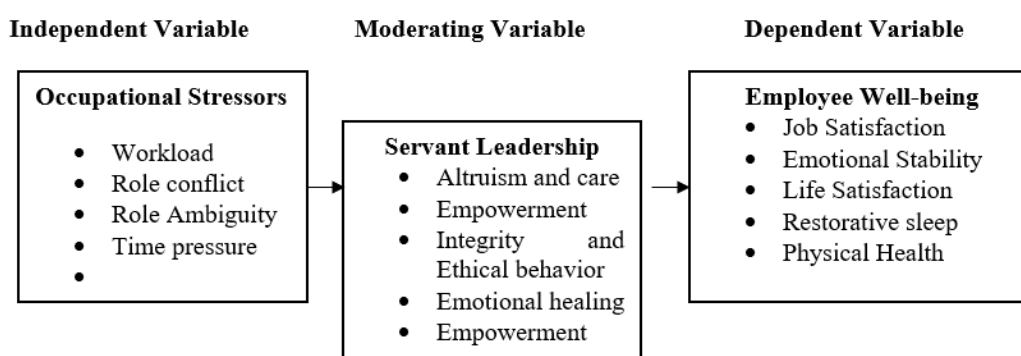 Independent Variable
Moderating Variable
Dependent Variable
Occupational Stressors
• Workload
• Role conflict
• Role Ambiguity
• Time pressure
•
Servant Leadership
• Altruism and care
• Empowerment
• Integrity and
Ethical behavior
• Emotional healing
• Empowerment
Employee Well-being
• Job Satisfaction
• Emotional Stability
• Life Satisfaction
• Restorative sleep
• Physical Health